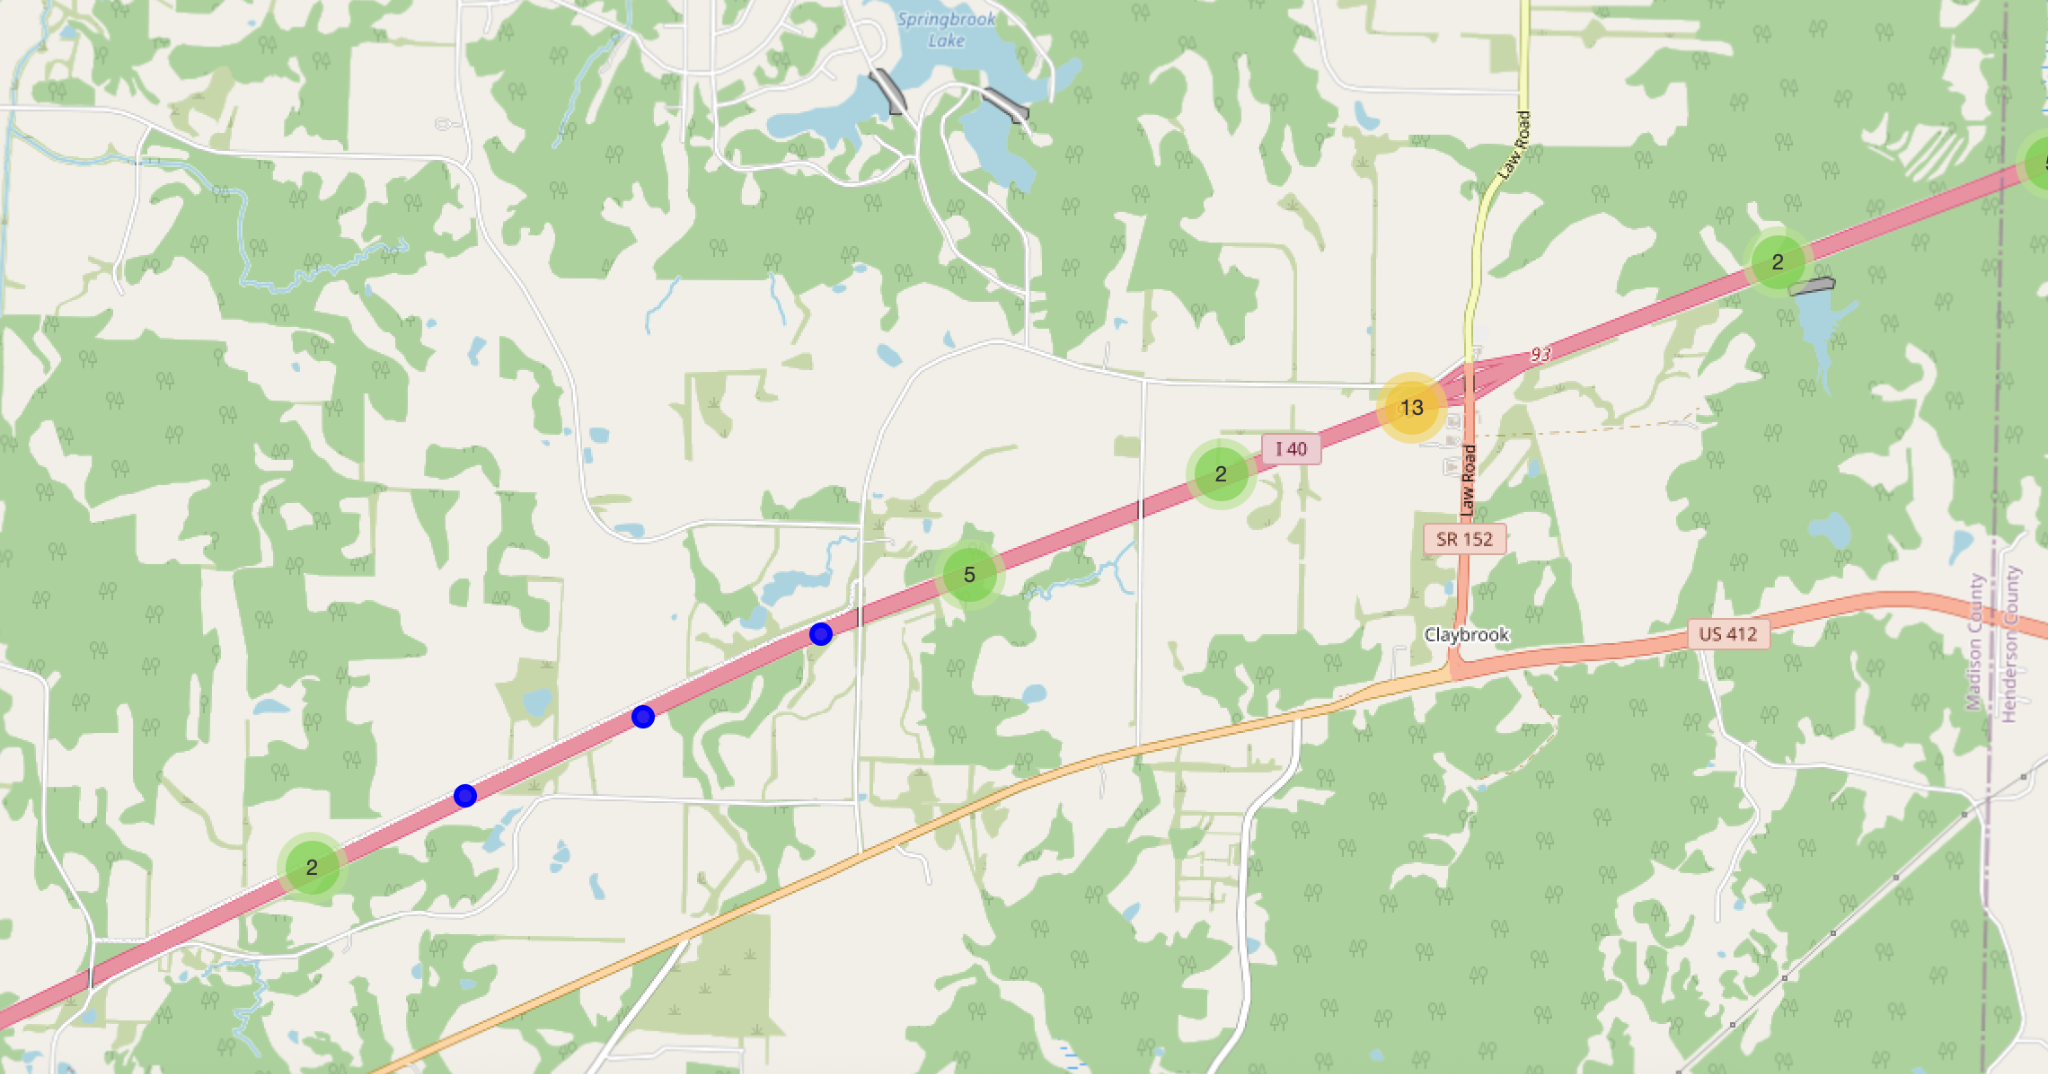 Springbrook
Lake
Law Road
2
93
13
I 40
2
Law Road
SR 152
5
Claybrook
US 412
Madison County
Henderson County
2